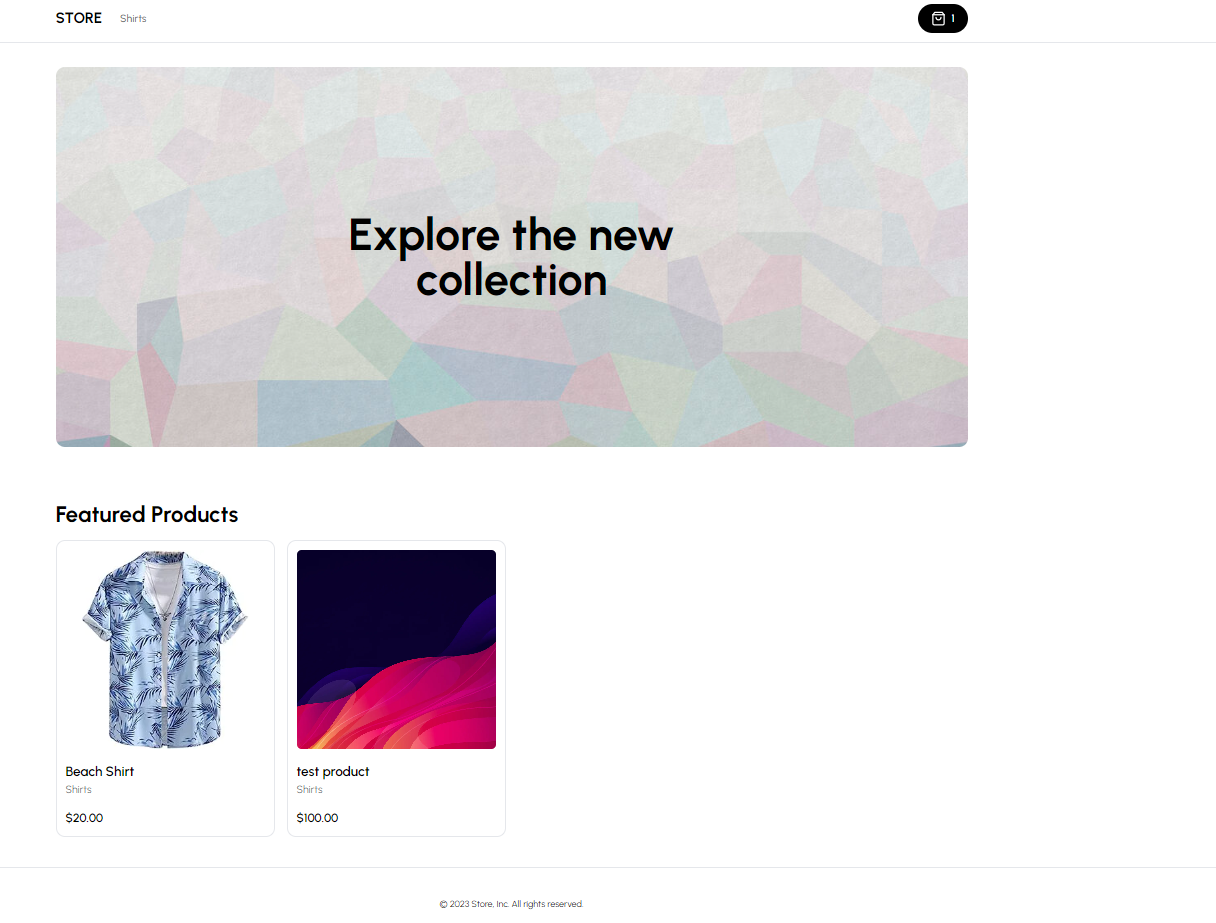 STORE
Shirts
1
Explore the new
collection
Featured Products
Beach Shirt
Shirts
$20.00
test product
Shirts
$100.00
© 2023 Store, Inc. All rights reserved.